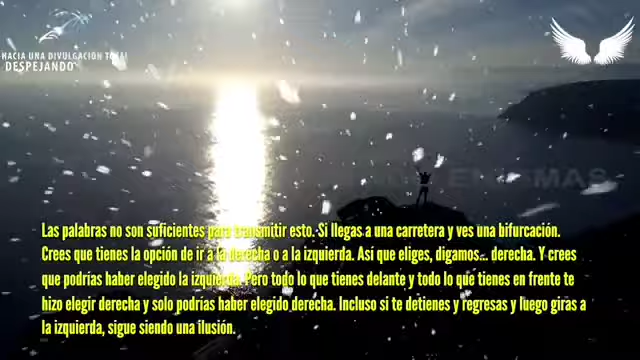 HACIA UNA DIVULGACIÓN TOTAL
DESPEJANDO
MAS
Las palabras no son suficientes para transmitir esto. Si llegas a una carretera y ves una bifurcación.
Crees que tienes la opción de ir a la derecha o a la izquierda. Así que eliges, digamos... derecha. Y crees
que podrías haber elegido la izquierda. Pero todo lo que tienes delante y todo lo que tienes en frente te
hizo elegir derecha y solo podrías haber elegido derecha. Incluso si te detienes y regresas y luego giras a
la izquierda, sigue siendo una ilusión.